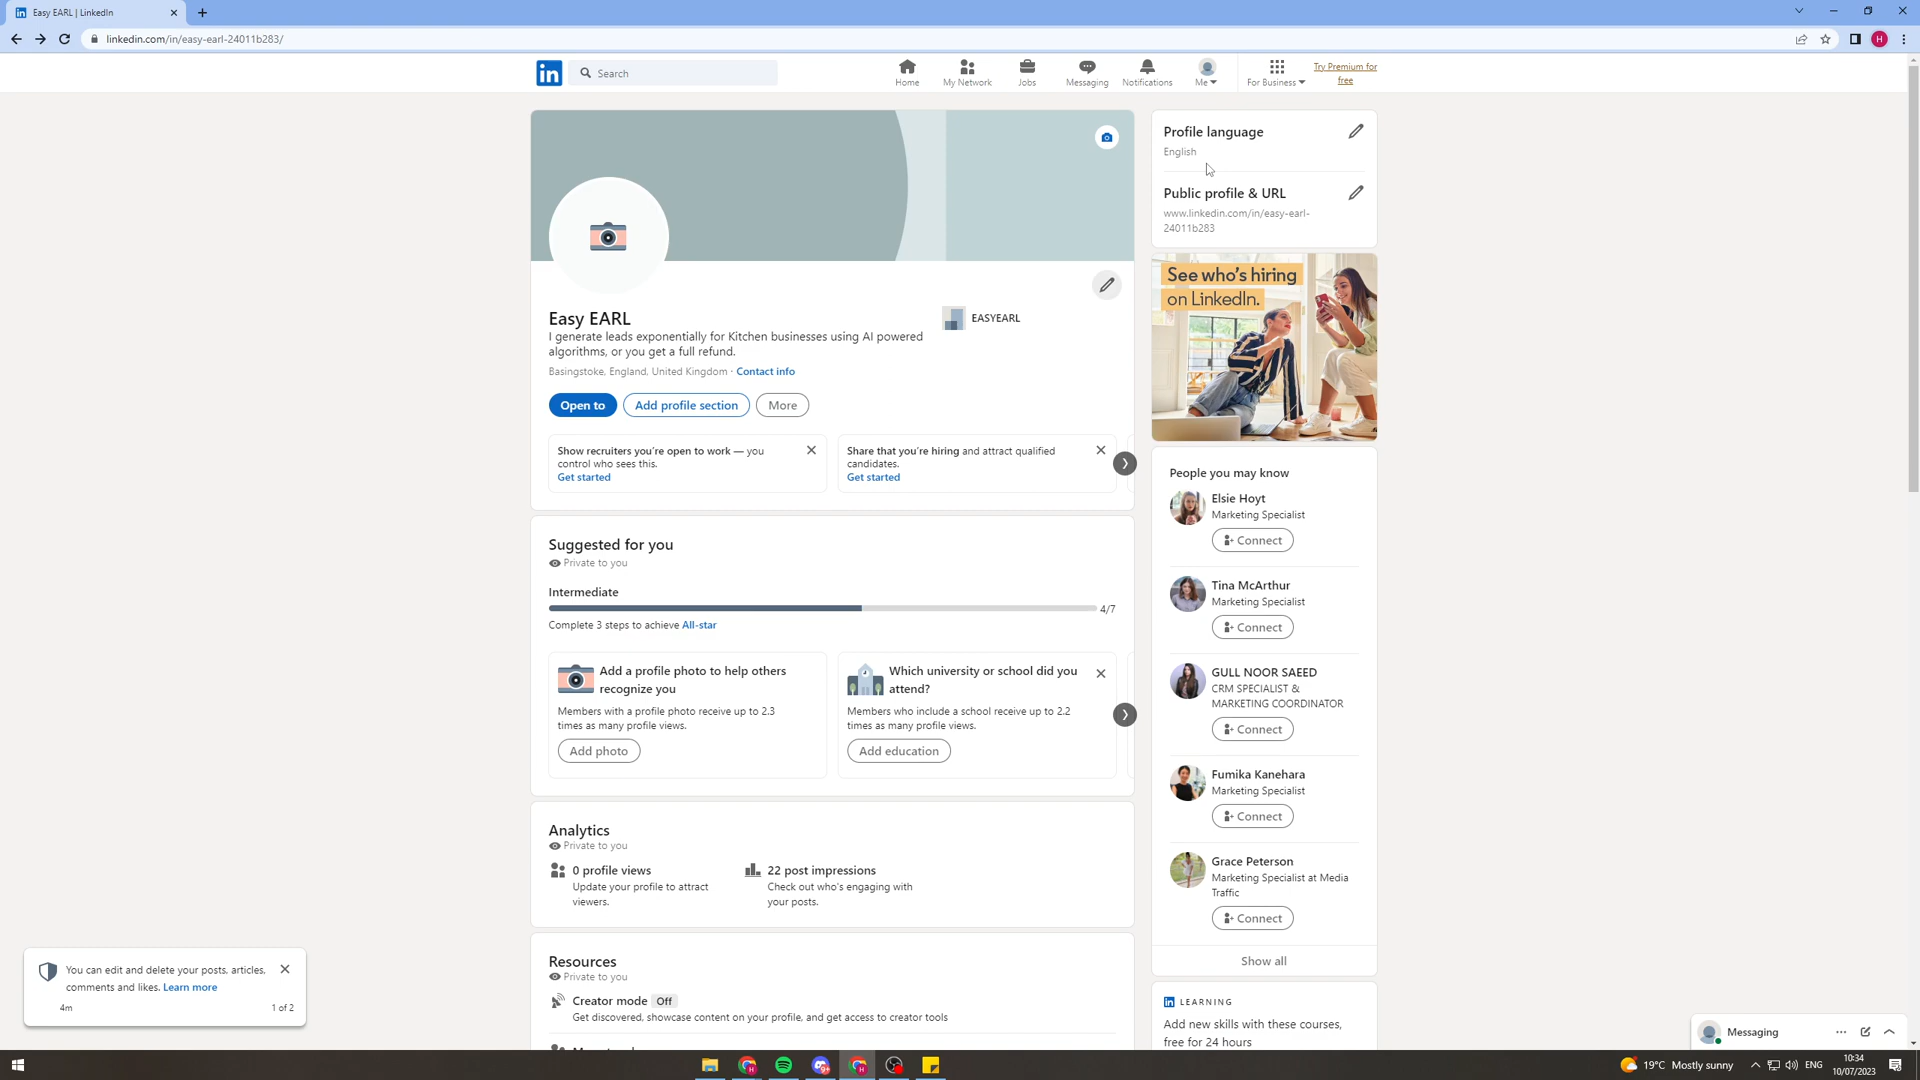 Easy EARL | LinkedIn
linkedin.com/in/easy-earl-24011b283/
H
in
Search
Home
My Network
Jobs
Messaging
Notifications
Me
For Business
Try Premium for
free
Easy EARL
I generate leads exponentially for Kitchen businesses using AI powered
algorithms, or you get a full refund.
Basingstoke, England, United Kingdom · Contact info
EASYEARL
Open to
Add profile section
More
Show recruiters you're open to work — you
control who sees this.
Get started
Share that you're hiring and attract qualified
candidates.
Get started
Suggested for you
Private to you
Intermediate
4/7
Complete 3 steps to achieve All-star
Add a profile photo to help others
recognize you
Members with a profile photo receive up to 2.3
times as many profile views.
Add photo
Which university or school did you
attend?
Members who include a school receive up to 2.2
times as many profile views.
Add education
Analytics
Private to you
0 profile views
Update your profile to attract
viewers.
22 post impressions
Check out who's engaging with
your posts.
Resources
Private to you
Creator mode Off
Get discovered, showcase content on your profile, and get access to creator tools
Profile language
English
Public profile & URL
www.linkedin.com/in/easy-earl-
24011b283
See who's hiring
on LinkedIn.
People you may know
Elsie Hoyt
Marketing Specialist
Connect
Tina McArthur
Marketing Specialist
Connect
GULL NOOR SAEED
CRM SPECIALIST &
MARKETING COORDINATOR
Connect
Fumika Kanehara
Marketing Specialist
Connect
Grace Peterson
Marketing Specialist at Media
Traffic
Connect
Show all
in LEARNING
Add new skills with these courses,
free for 24 hours
You can edit and delete your posts, articles,
comments and likes. Learn more
4m
1 of 2
Messaging
19°C Mostly sunny
ENG
10:34
10/07/2023